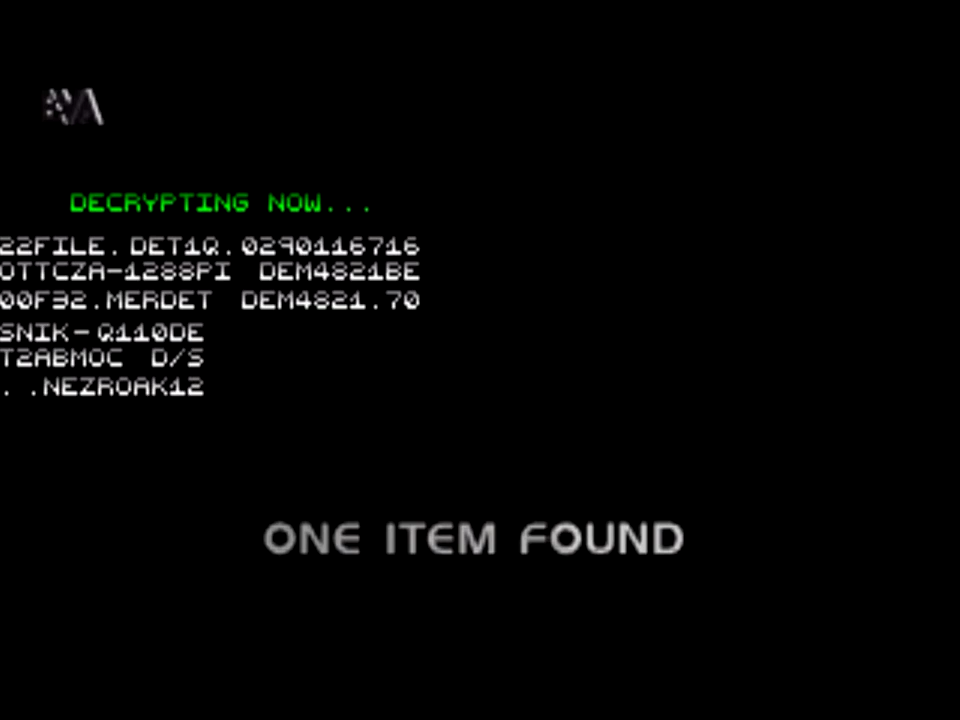 DECRYPTING NOW...
22FILE.DET1Q.0290116716
OTTCZA-1288PI DEM4821BE
00F32.MERDET DEM4821.70
SNIK-Q110DE
T2ABMOC D/S
. .NEZROAK12
ONE ITEM FOUND